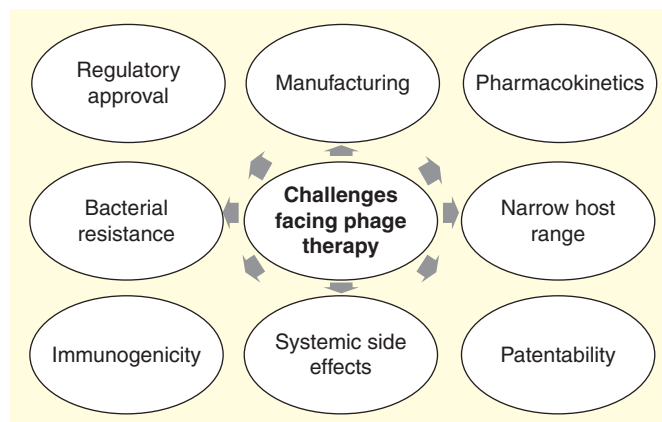 Regulatory
approval
Manufacturing
Pharmacokinetics
Bacterial
resistance
Challenges
facing phage
therapy
Narrow host
range
Immunogenicity
Systemic side
effects
Patentability